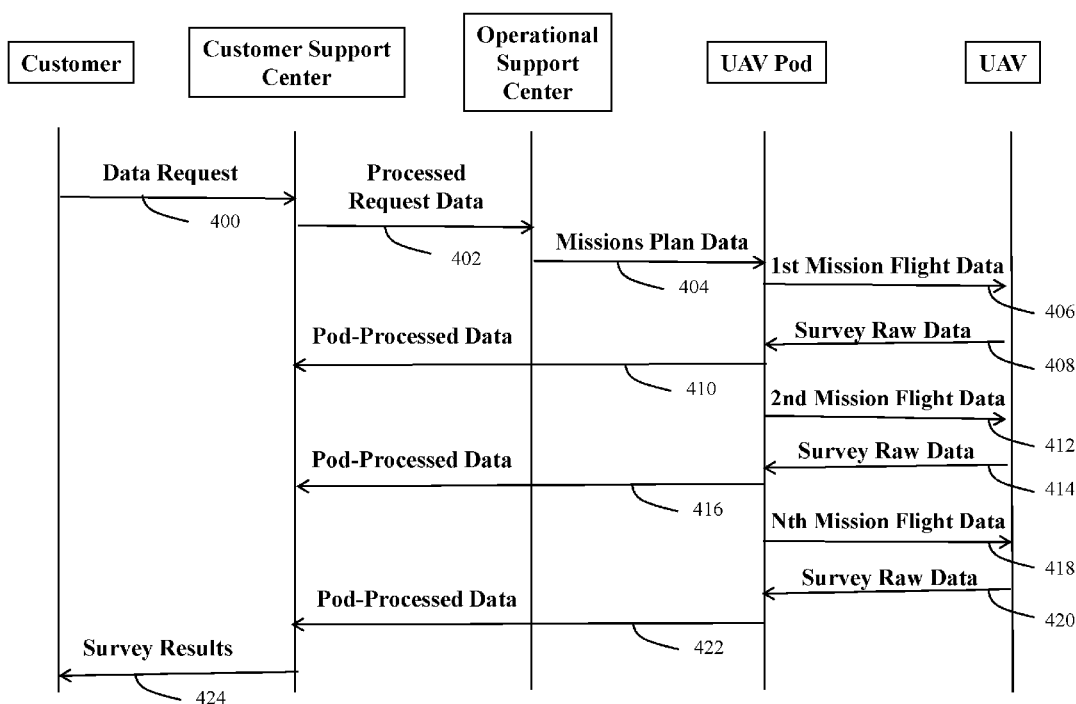 Customer
Customer Support
Center
Operational
Support
Center
UAV Pod
UAV
Data Request
400
Processed
Request Data
402
Missions Plan Data
404
1st Mission Flight Data
406
Survey Raw Data
408
Pod-Processed Data
410
2nd Mission Flight Data
412
Survey Raw Data
414
Pod-Processed Data
416
Nth Mission Flight Data
418
Survey Raw Data
420
Pod-Processed Data
422
Survey Results
424